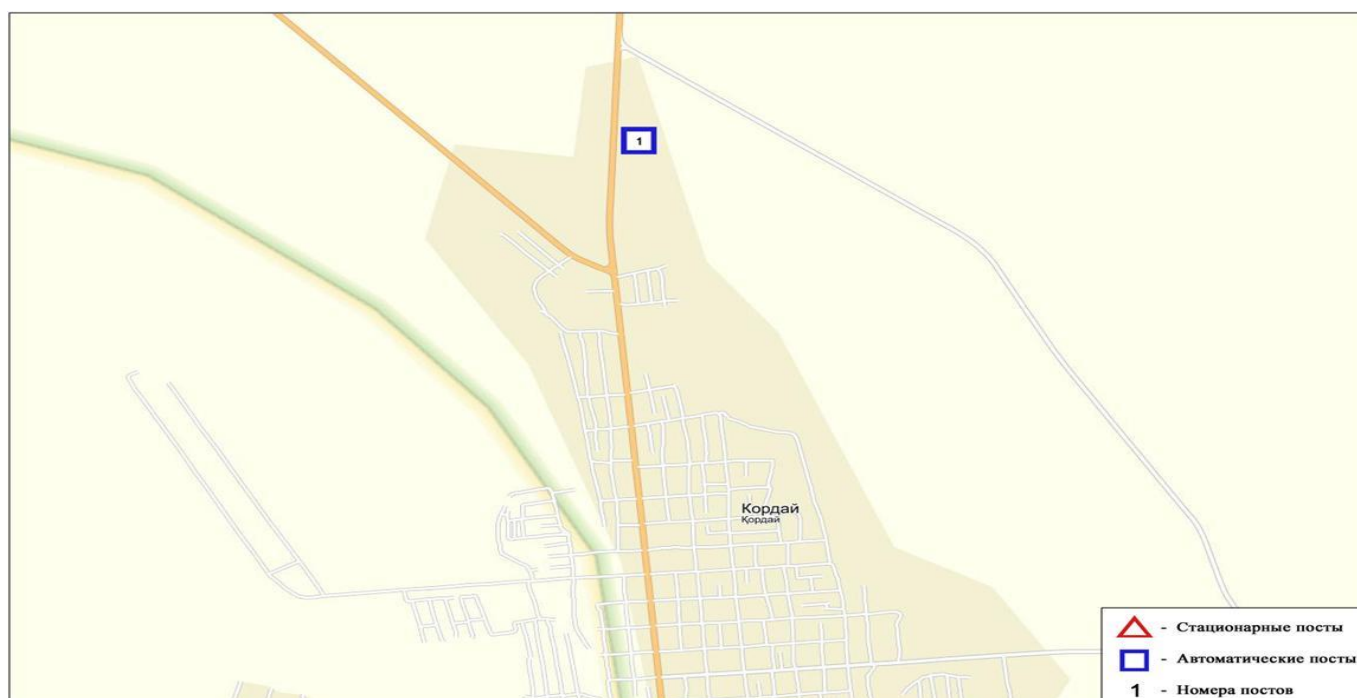 1
Кордай
Қордай
- Стационарные посты
- Автоматические посты
1 - Номера постов